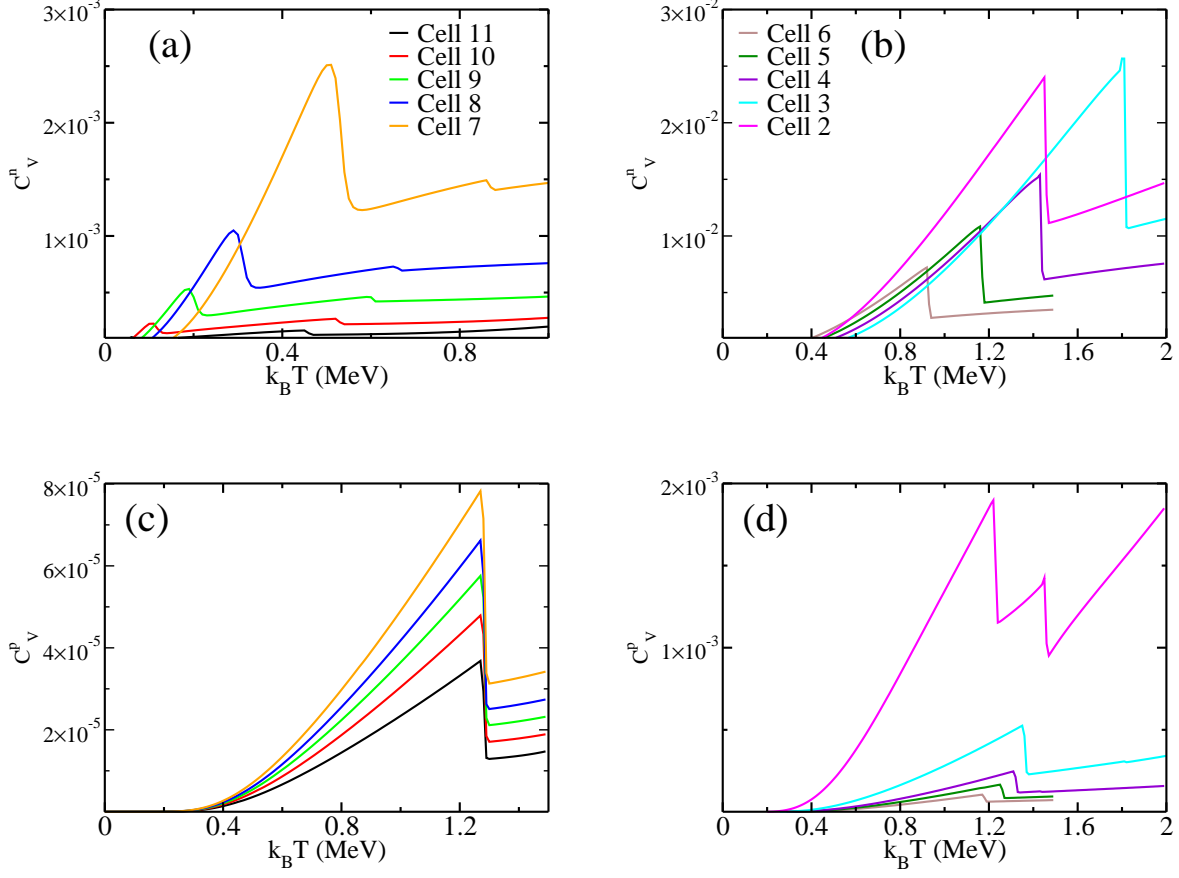 (a)
3×10⁻³
2×10⁻³
1×10⁻³
Cⁿᵥ
0 0.4 0.8
k_B T (MeV)
Cell 11
Cell 10
Cell 9
Cell 8
Cell 7
(b)
3×10⁻²
2×10⁻²
1×10⁻²
Cⁿᵥ
0 0.4 0.8 1.2 1.6 2
k_B T (MeV)
Cell 6
Cell 5
Cell 4
Cell 3
Cell 2
(c)
8×10⁻⁵
6×10⁻⁵
4×10⁻⁵
2×10⁻⁵
Cᵖᵥ
0 0.4 0.8 1.2
k_B T (MeV)
(d)
2×10⁻³
1×10⁻³
Cᵖᵥ
0 0.4 0.8 1.2 1.6 2
k_B T (MeV)